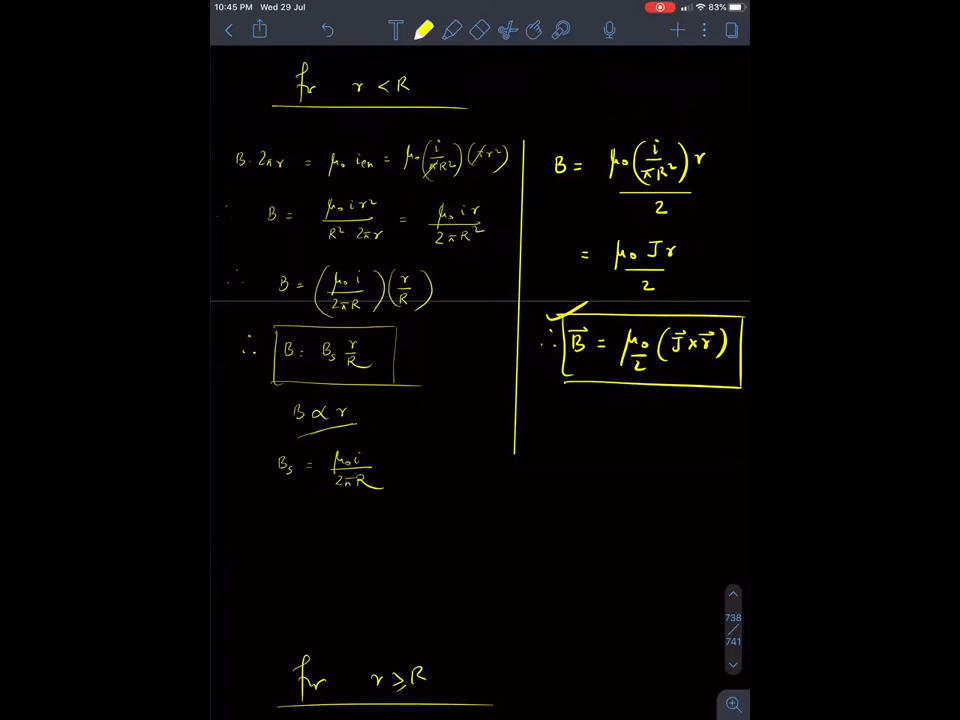 10:45 PM Wed 29 Jul 83%
for r < R
B · 2πr = μ₀ i_en = μ₀ (i/πR²) (πr²)
∴ B = μ₀ i r² / R² 2πr = μ₀ i r / 2πR²
∴ B = (μ₀ i / 2πR) (r/R)
∴ B = B_s r/R
B ∝ r
B_s = μ₀ i / 2πR
B = μ₀ (i/πR²) r / 2
= μ₀ J r / 2
∴ B⃗ = μ₀/2 (J⃗ × r⃗)
738
/
741
for r ⩾ R